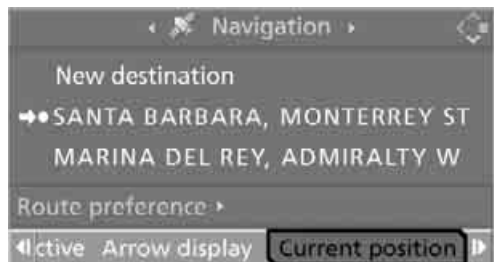 Navigation
New destination
SANTA BARBARA, MONTERREY ST
MARINA DEL REY, ADMIRALTY W
Route preference
ctive Arrow display Current position